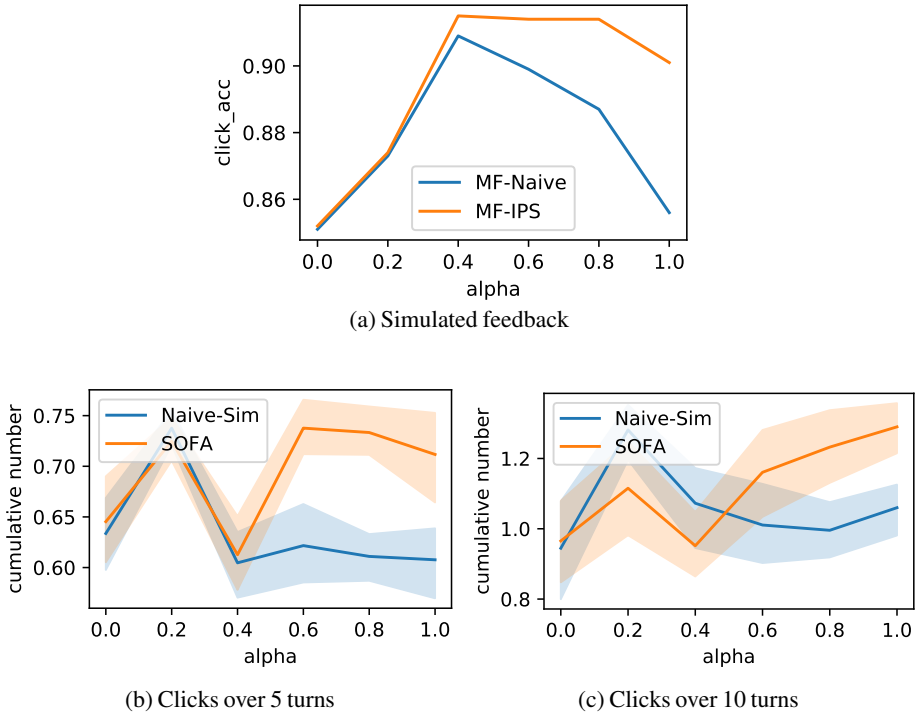 click_acc
0.90
0.88
0.86
MF-Naive
MF-IPS
0.0 0.2 0.4 0.6 0.8 1.0
alpha
(a) Simulated feedback
cumulative number
0.75
0.70
0.65
0.60
Naive-Sim
SOFA
0.0 0.2 0.4 0.6 0.8 1.0
alpha
(b) Clicks over 5 turns
cumulative number
1.2
1.0
0.8
Naive-Sim
SOFA
0.0 0.2 0.4 0.6 0.8 1.0
alpha
(c) Clicks over 10 turns